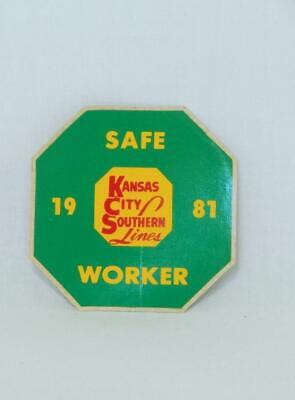 SAFE
19 81
KANSAS
CITY
SOUTHERN
Lines
WORKER